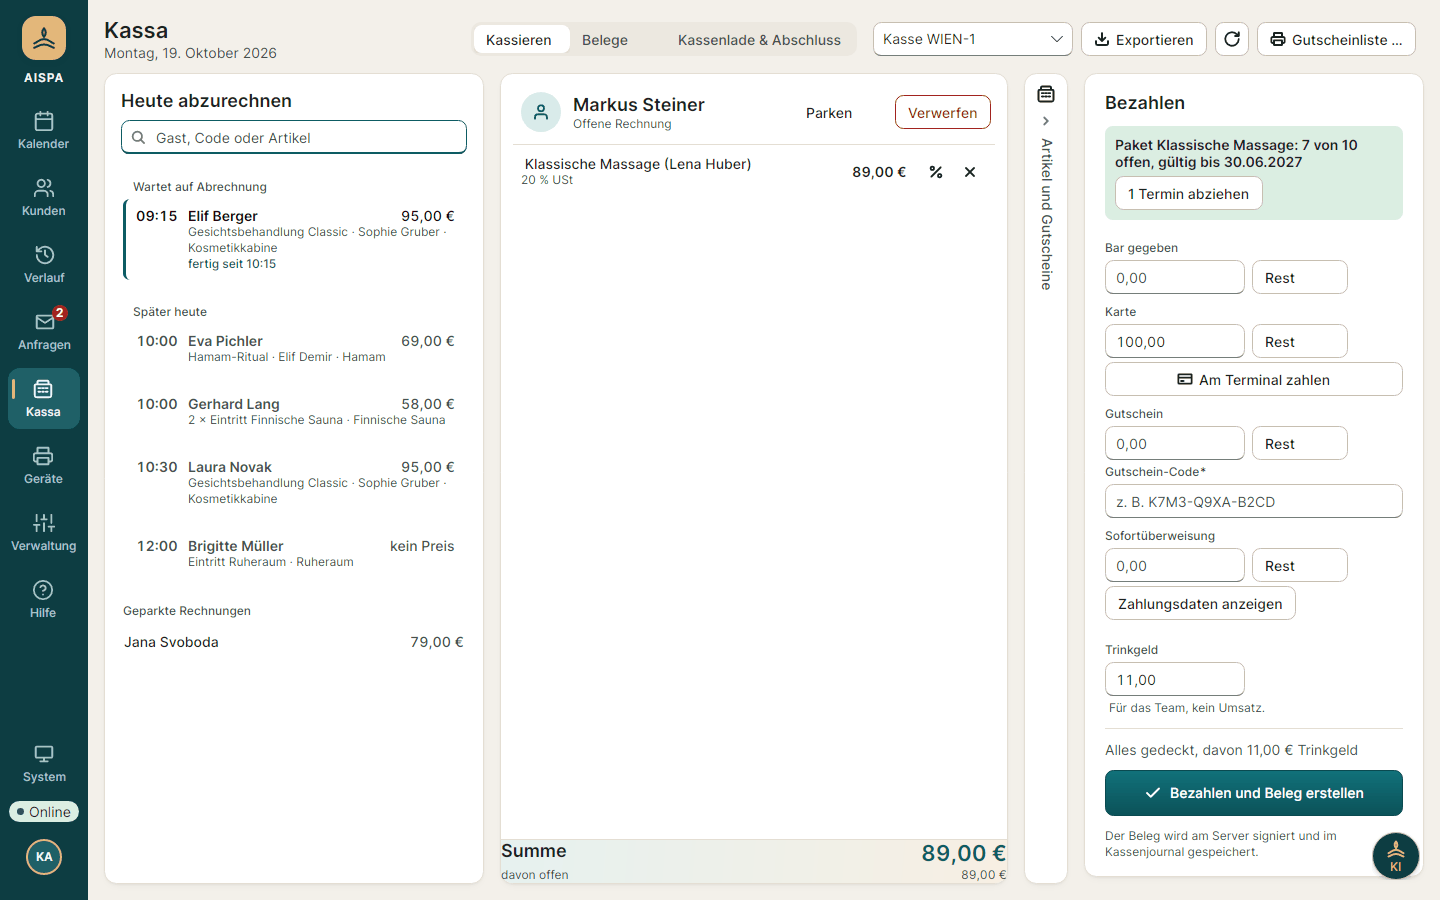 AISPA
Kalender
Kunden
Verlauf
2
Anfragen
Kassa
Geräte
Verwaltung
Hilfe
System
Online
KA
Kassa
Montag, 19. Oktober 2026
Kassieren
Belege
Kassenlade & Abschluss
Kasse WIEN-1
Exportieren
Gutscheinliste ...
Heute abzurechnen
Gast, Code oder Artikel
Wartet auf Abrechnung
09:15 Elif Berger 95,00 €
Gesichtsbehandlung Classic · Sophie Gruber ·
Kosmetikkabine
fertig seit 10:15
Später heute
10:00 Eva Pichler 69,00 €
Hamam-Ritual · Elif Demir · Hamam
10:00 Gerhard Lang 58,00 €
2 × Eintritt Finnische Sauna · Finnische Sauna
10:30 Laura Novak 95,00 €
Gesichtsbehandlung Classic · Sophie Gruber ·
Kosmetikkabine
12:00 Brigitte Müller kein Preis
Eintritt Ruheraum · Ruheraum
Geparkte Rechnungen
Jana Svoboda 79,00 €
Markus Steiner
Offene Rechnung
Parken
Verwerfen
Klassische Massage (Lena Huber)
20 % USt
89,00 €
Summe 89,00 €
davon offen 89,00 €
Artikel und Gutscheine
Bezahlen
Paket Klassische Massage: 7 von 10
offen, gültig bis 30.06.2027
1 Termin abziehen
Bar gegeben
0,00 Rest
Karte
100,00 Rest
Am Terminal zahlen
Gutschein
0,00 Rest
Gutschein-Code*
z. B. K7M3-Q9XA-B2CD
Sofortüberweisung
0,00 Rest
Zahlungsdaten anzeigen
Trinkgeld
11,00
Für das Team, kein Umsatz.
Alles gedeckt, davon 11,00 € Trinkgeld
Bezahlen und Beleg erstellen
Der Beleg wird am Server signiert und im
Kassenjournal gespeichert.
KI